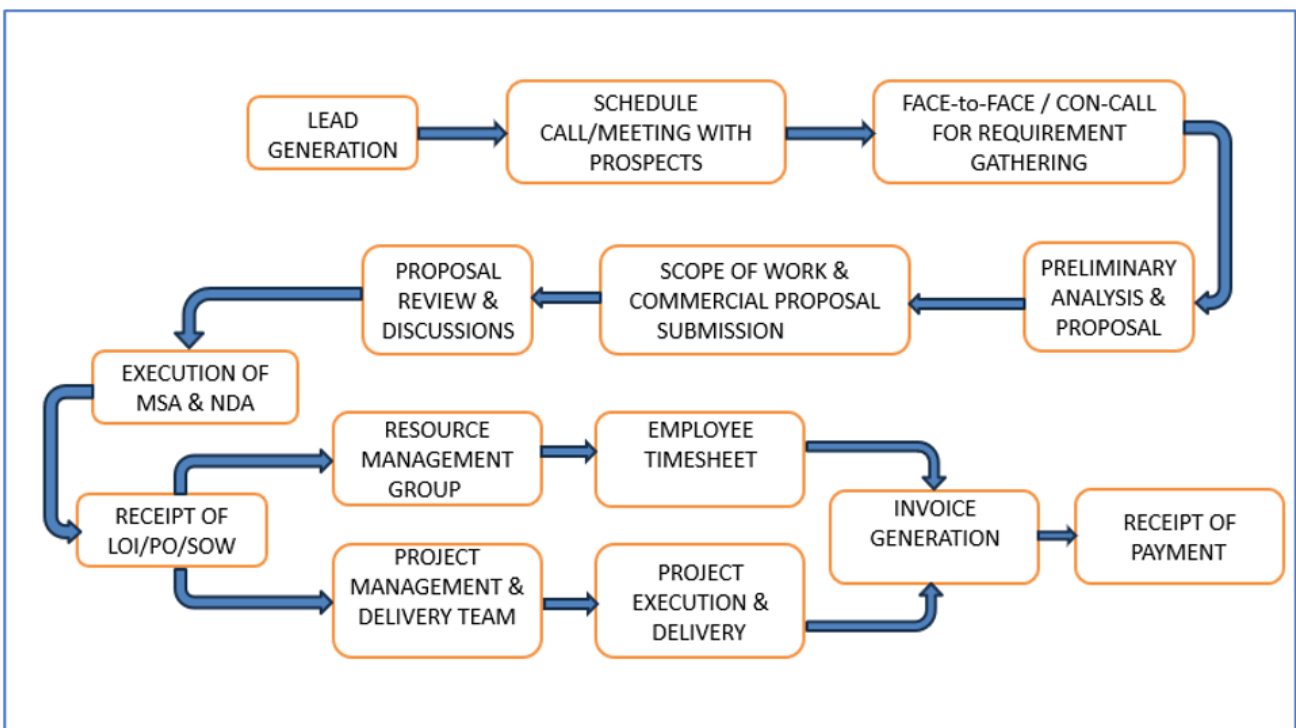 LEAD
GENERATION
SCHEDULE
CALL/MEETING WITH
PROSPECTS
FACE-to-FACE / CON-CALL
FOR REQUIREMENT
GATHERING
PRELIMINARY
ANALYSIS &
PROPOSAL
SCOPE OF WORK &
COMMERCIAL PROPOSAL
SUBMISSION
PROPOSAL
REVIEW &
DISCUSSIONS
EXECUTION OF
MSA & NDA
RECEIPT OF
LOI/PO/SOW
RESOURCE
MANAGEMENT
GROUP
EMPLOYEE
TIMESHEET
PROJECT
MANAGEMENT &
DELIVERY TEAM
PROJECT
EXECUTION &
DELIVERY
INVOICE
GENERATION
RECEIPT OF
PAYMENT